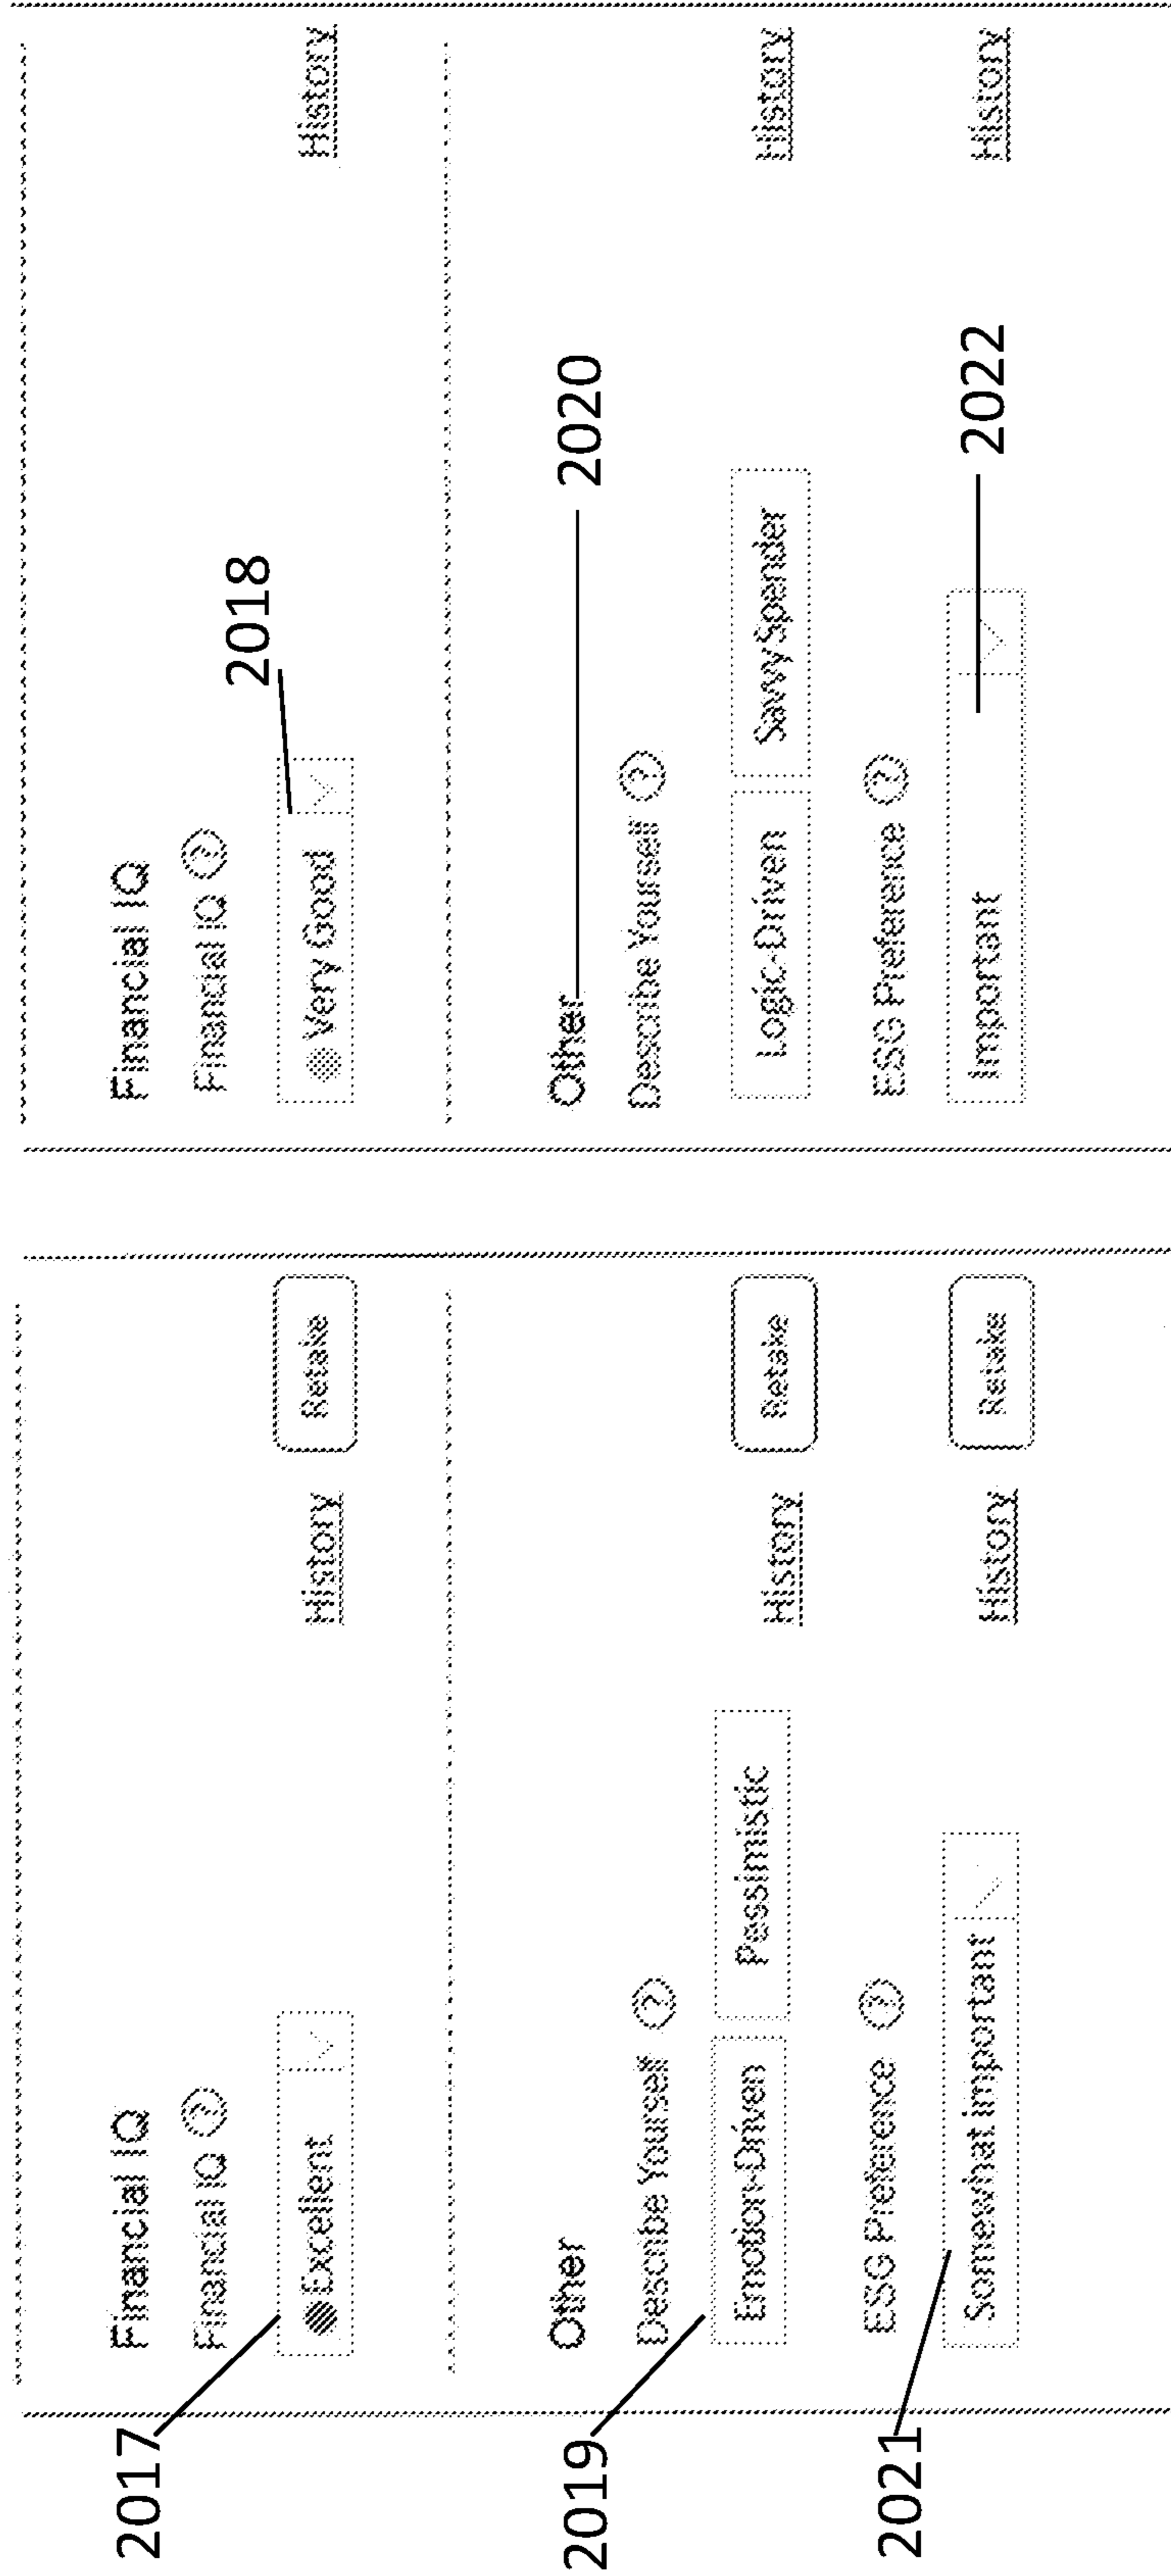 2017
Financial IQ
Financial IQ ?
Excellent
History
Retake
2019
Other
Describe Yourself ?
Emotion-Driven
Pessimistic
History
Retake
2021
ESG Preference ?
Somewhat Important
History
Retake
Financial IQ
Financial IQ ?
2018
Very Good
History
Other
2020
Describe Yourself ?
Logic-Driven
SavvySpender
History
ESG Preference ?
Important
2022
History